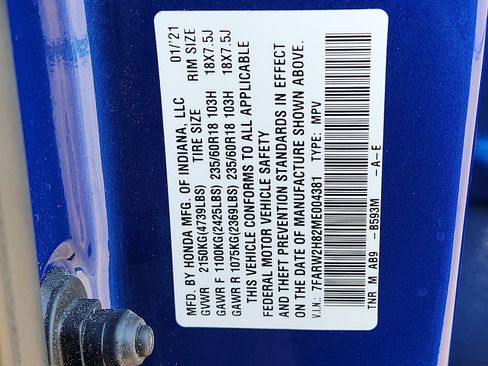 MFD. BY HONDA MFG. OF INDIANA, LLC 01/'21
TIRE SIZE RIM SIZE
GVWR 2150KG(4739LBS)
GAWR F 1100KG(2425LBS) 235/60R18 103H 18X7.5J
GAWR R 1075KG(2369LBS) 235/60R18 103H 18X7.5J
THIS VEHICLE CONFORMS TO ALL APPLICABLE
FEDERAL MOTOR VEHICLE SAFETY
AND THEFT PREVENTION STANDARDS IN EFFECT
ON THE DATE OF MANUFACTURE SHOWN ABOVE.
V.I.N.: 7FARW2H82ME004381 TYPE: MPV
TNR M AB9 -B593M -A-E